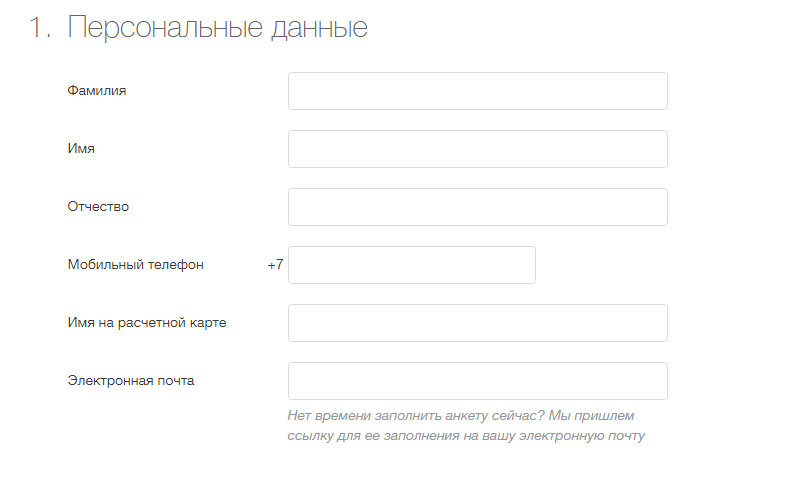 1. Персональные данные
Фамилия
Имя
Отчество
Мобильный телефон +7
Имя на расчетной карте
Электронная почта
Нет времени заполнить анкету сейчас? Мы пришлем
ссылку для ее заполнения на вашу электронную почту